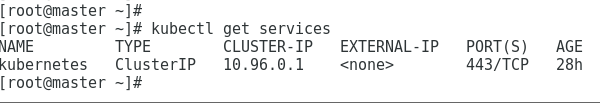 [root@master ~]#
[root@master ~]# kubectl get services
NAME TYPE CLUSTER-IP EXTERNAL-IP PORT(S) AGE
kubernetes ClusterIP 10.96.0.1 <none> 443/TCP 28h
[root@master ~]#